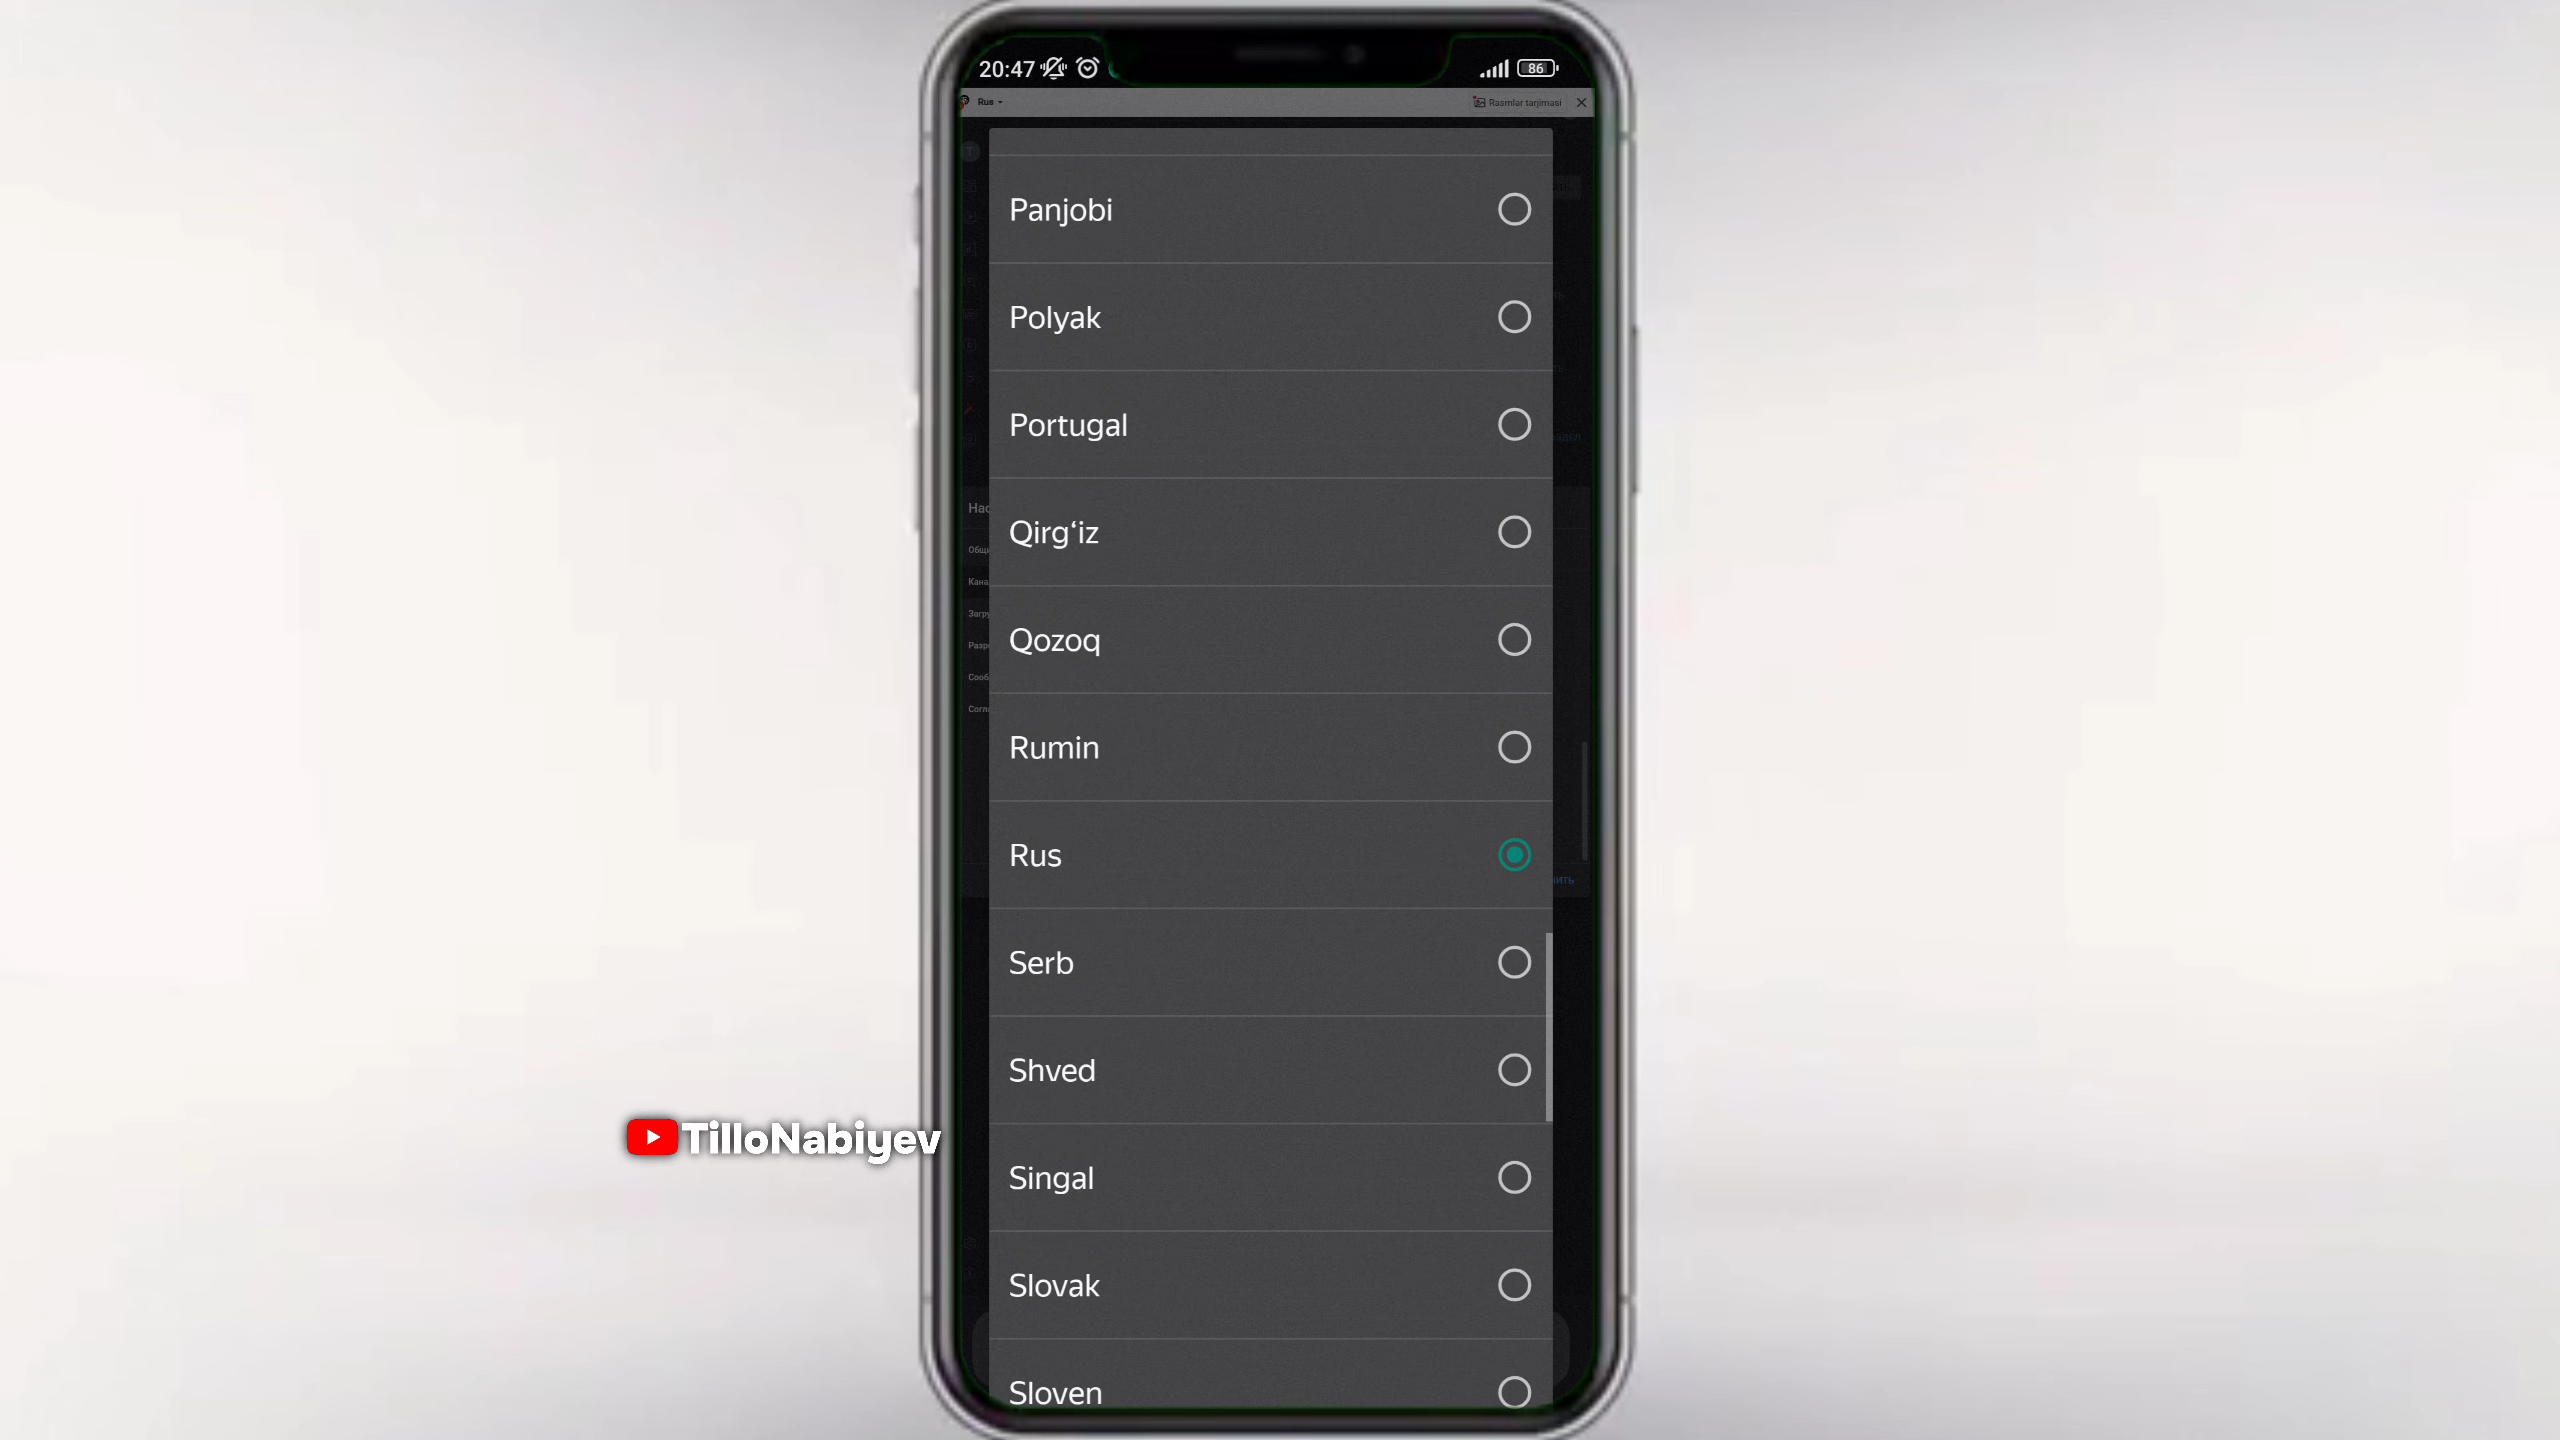 20:47
86
Rus
Rasmlar tarjimasi
Panjobi
Polyak
Portugal
Qirg‘iz
Qozoq
Rumin
Rus
Serb
Shved
Singal
Slovak
Sloven
TilloNabiyev